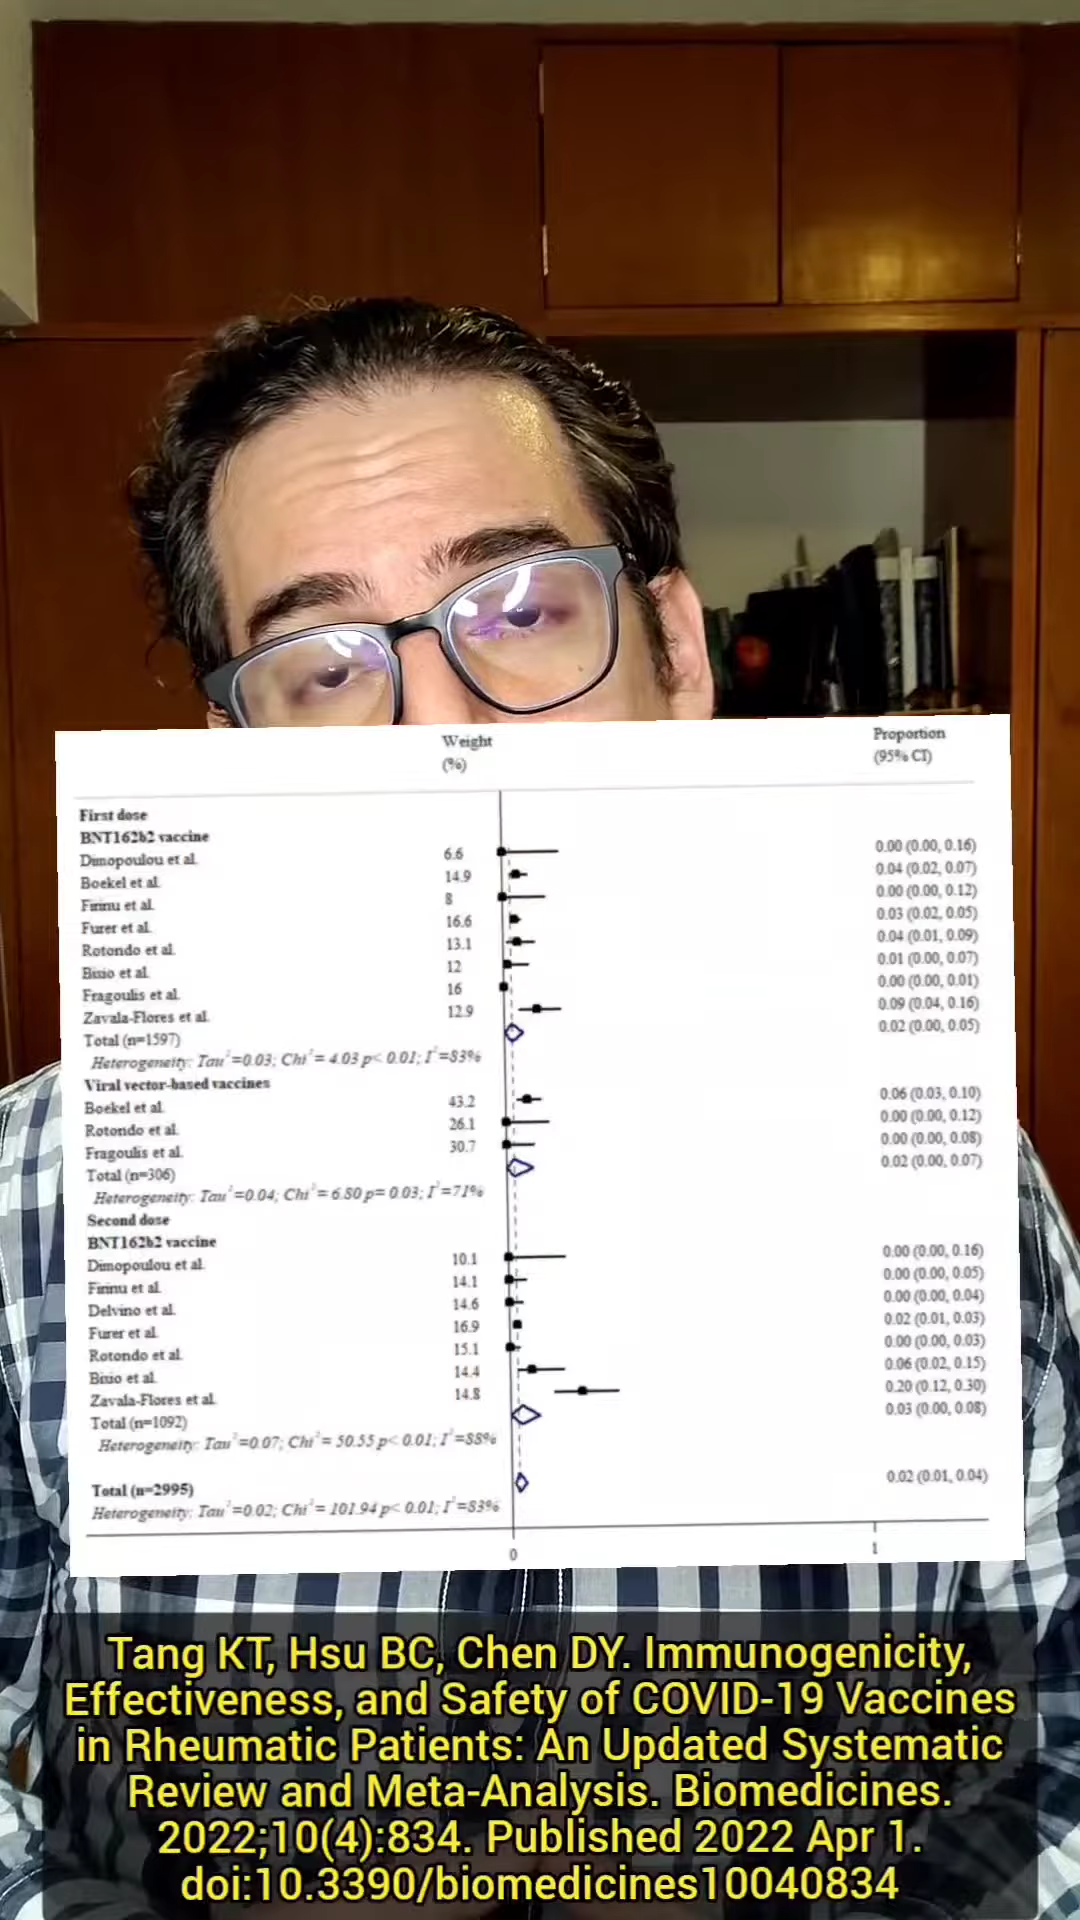 Weight Proportion
(%) (95% CI)
First dose
BNT162b2 vaccine
Dimopoulou et al. 6.6 0.00 (0.00, 0.16)
Boekel et al. 14.9 0.04 (0.02, 0.07)
Firinu et al. 8 0.00 (0.00, 0.12)
Furer et al. 16.6 0.03 (0.02, 0.05)
Rotondo et al. 13.1 0.04 (0.01, 0.09)
Bixio et al. 12 0.01 (0.00, 0.07)
Fragoulis et al. 16 0.00 (0.00, 0.01)
Zavala-Flores et al. 12.9 0.09 (0.04, 0.16)
Total (n=1597) 0.02 (0.00, 0.05)
Heterogeneity: Tau²=0.03; Chi²= 4.03 p< 0.01; I²=83%
Viral vector-based vaccines
Boekel et al. 43.2 0.06 (0.03, 0.10)
Rotondo et al. 26.1 0.00 (0.00, 0.12)
Fragoulis et al. 30.7 0.00 (0.00, 0.08)
Total (n=306) 0.02 (0.00, 0.07)
Heterogeneity: Tau²=0.04; Chi²= 6.80 p= 0.03; I²=71%
Second dose
BNT162b2 vaccine
Dimopoulou et al. 10.1 0.00 (0.00, 0.16)
Firinu et al. 14.1 0.00 (0.00, 0.05)
Delvino et al. 14.6 0.00 (0.00, 0.04)
Furer et al. 16.9 0.02 (0.01, 0.03)
Rotondo et al. 15.1 0.00 (0.00, 0.03)
Bixio et al. 14.4 0.06 (0.02, 0.15)
Zavala-Flores et al. 14.8 0.20 (0.12, 0.30)
Total (n=1092) 0.03 (0.00, 0.08)
Heterogeneity: Tau²=0.07; Chi²= 50.55 p< 0.01; I²=88%
Total (n=2995) 0.02 (0.01, 0.04)
Heterogeneity: Tau²=0.02; Chi²= 101.94 p< 0.01; I²=83%
0 1
Tang KT, Hsu BC, Chen DY. Immunogenicity,
Effectiveness, and Safety of COVID-19 Vaccines
in Rheumatic Patients: An Updated Systematic
Review and Meta-Analysis. Biomedicines.
2022;10(4):834. Published 2022 Apr 1.
doi:10.3390/biomedicines10040834